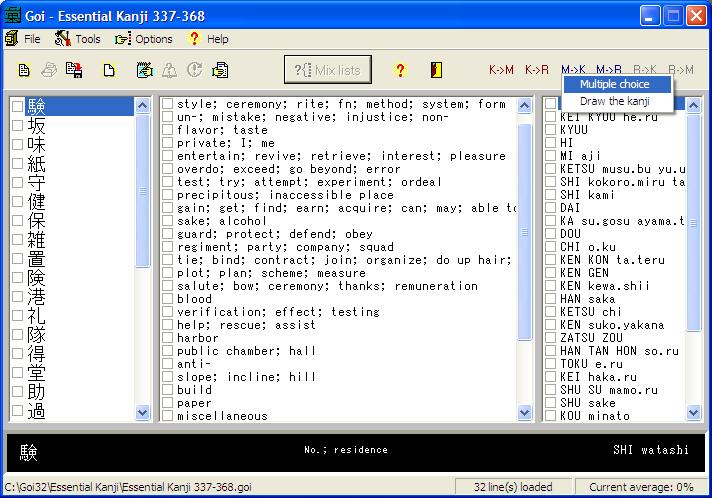 Goi - Essential Kanji 337-368
File Tools Options Help
?{} Mix lists K->M K->R M->K M->R R->K R->M
Multiple choice
Draw the kanji
験
坂
味
紙
守
健
保
雑
置
険
港
礼
隊
得
堂
助
過
style; ceremony; rite; fn; method; system; form
un-; mistake; negative; injustice; non-
flavor; taste
private; I; me
entertain; revive; retrieve; interest; pleasure
overdo; exceed; go beyond; error
test; try; attempt; experiment; ordeal
precipitous; inaccessible place
gain; get; find; earn; acquire; can; may; able to
sake; alcohol
guard; protect; defend; obey
regiment; party; company; squad
tie; bind; contract; join; organize; do up hair;
plot; plan; scheme; measure
salute; bow; ceremony; thanks; remuneration
blood
verification; effect; testing
help; rescue; assist
harbor
public chamber; hall
anti-
slope; incline; hill
build
paper
miscellaneous
KEI KYUU he.ru
KYUU
HI
MI aji
KETSU musu.bu yu.u
SHI kokoro.miru ta
SHI kami
DAI
KA su.gosu ayama.t
DOU
CHI o.ku
KEN KON ta.teru
KEN GEN
KEN kewa.shii
HAN saka
KETSU chi
KEN suko.yakana
ZATSU ZOU
HAN TAN HON so.ru
TOKU e.ru
KEI haka.ru
SHU SU mamo.ru
SHU sake
KOU minato
験 No.; residence SHI watashi
C:\Goi32\Essential Kanji\Essential Kanji 337-368.goi 32 line(s) loaded Current average: 0%